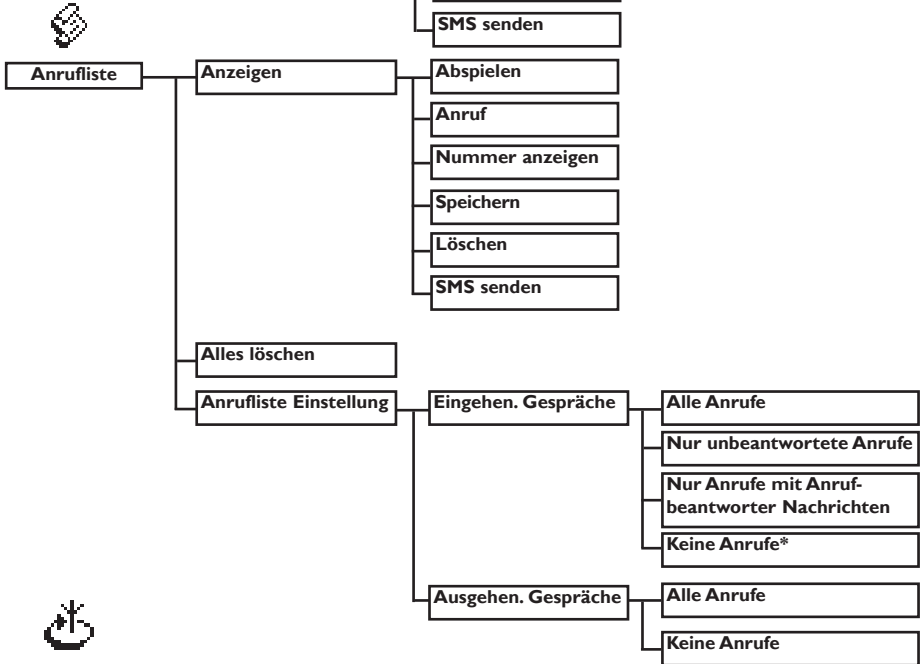 SMS senden
Anrufliste
Anzeigen
Abspielen
Anruf
Nummer anzeigen
Speichern
Löschen
SMS senden
Alles löschen
Anrufliste Einstellung
Eingehen. Gespräche
Alle Anrufe
Nur unbeantwortete Anrufe
Nur Anrufe mit Anruf-
beantworter Nachrichten
Keine Anrufe*
Ausgehen. Gespräche
Alle Anrufe
Keine Anrufe